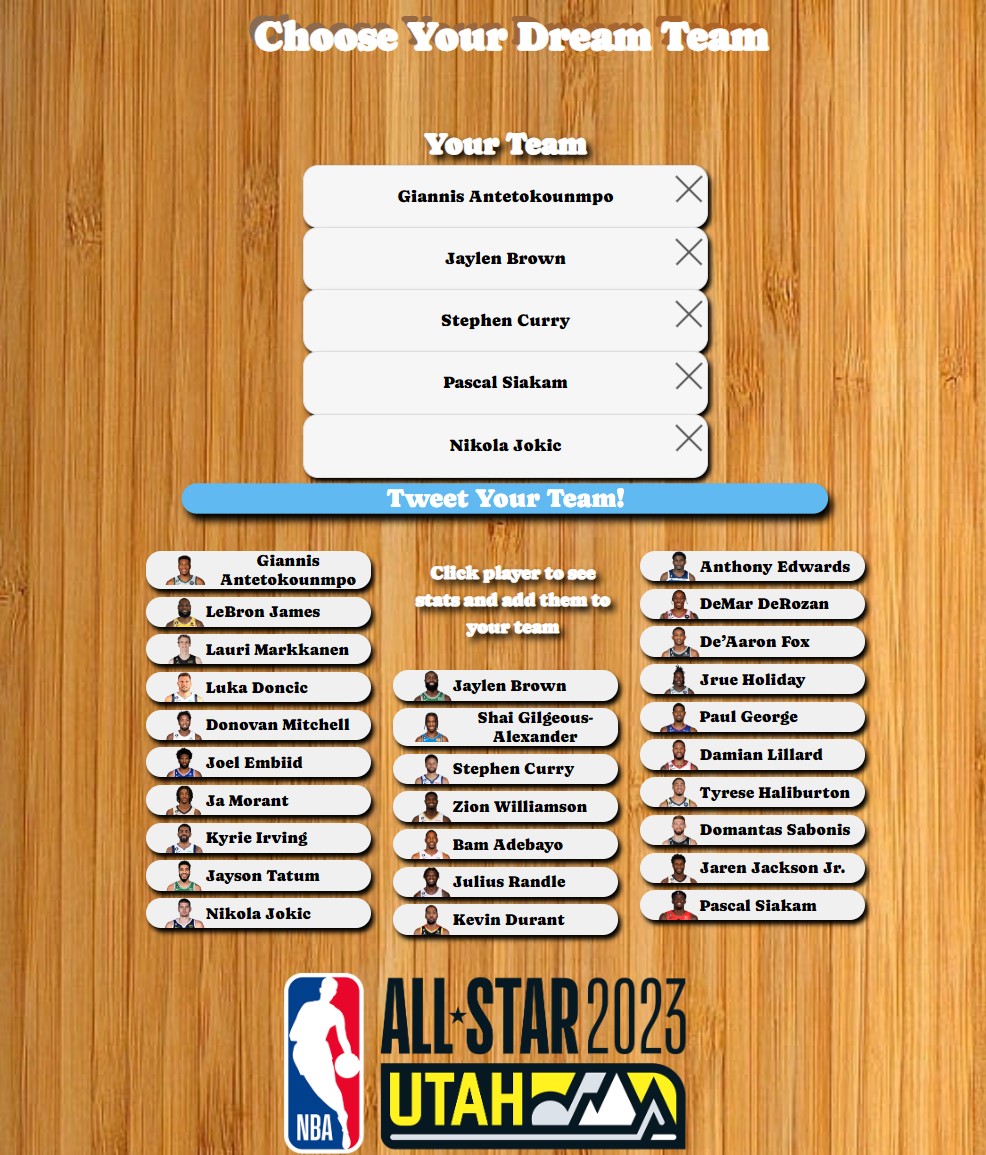 Choose Your Dream Team
Your Team
Giannis Antetokounmpo
Jaylen Brown
Stephen Curry
Pascal Siakam
Nikola Jokic
Tweet Your Team!
Giannis
Antetokounmpo
LeBron James
Lauri Markkanen
Luka Doncic
Donovan Mitchell
Joel Embiid
Ja Morant
Kyrie Irving
Jayson Tatum
Nikola Jokic
Click player to see
stats and add them to
your team
Jaylen Brown
Shai Gilgeous-
Alexander
Stephen Curry
Zion Williamson
Bam Adebayo
Julius Randle
Kevin Durant
Anthony Edwards
DeMar DeRozan
De’Aaron Fox
Jrue Holiday
Paul George
Damian Lillard
Tyrese Haliburton
Domantas Sabonis
Jaren Jackson Jr.
Pascal Siakam
NBA
ALL★STAR 2023
UTAH